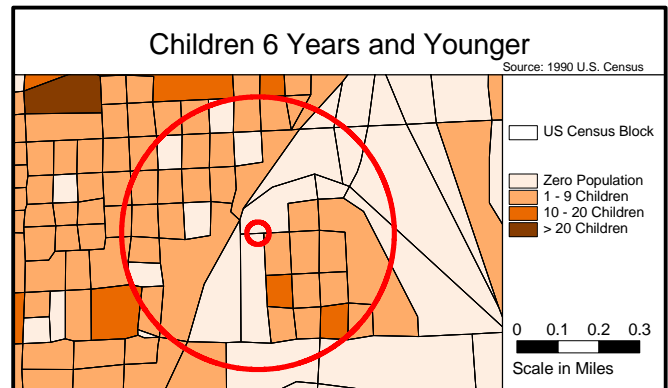 Children 6 Years and Younger
Source: 1990 U.S. Census
US Census Block
Zero Population
1 - 9 Children
10 - 20 Children
> 20 Children
0 0.1 0.2 0.3
Scale in Miles